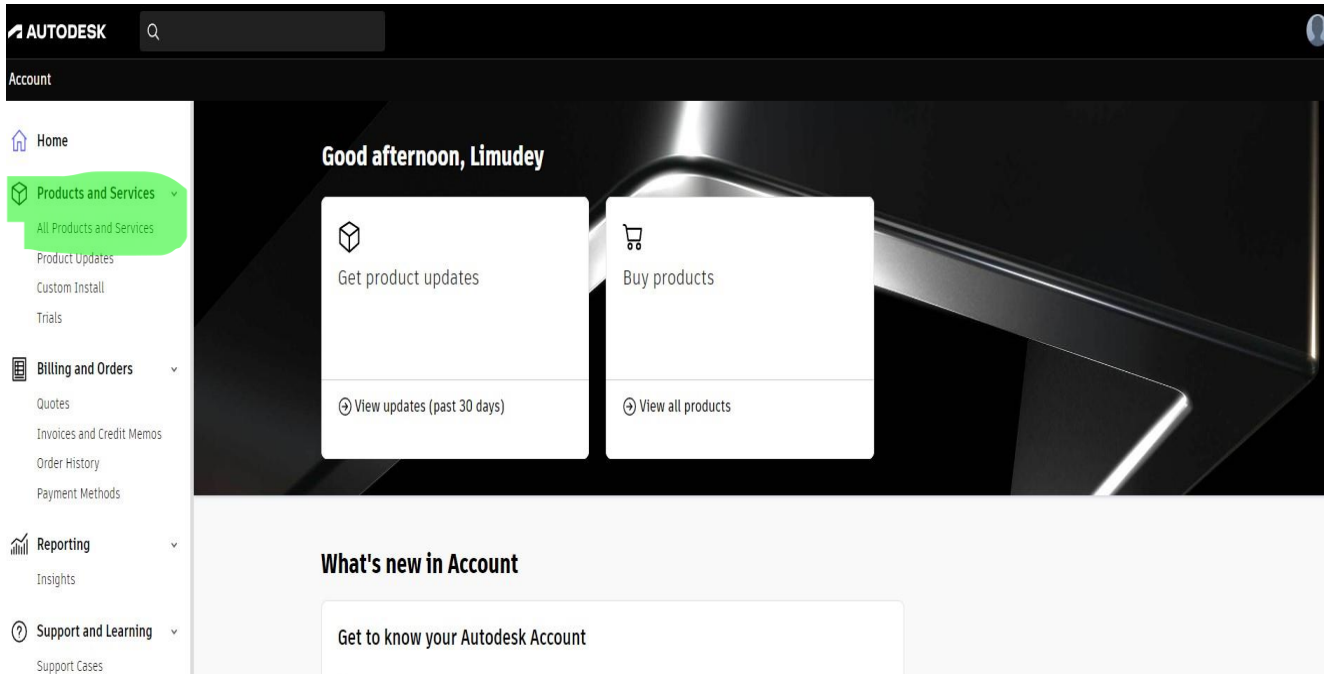 AUTODESK
Account
Home
Products and Services
All Products and Services
Product Updates
Custom Install
Trials
Billing and Orders
Quotes
Invoices and Credit Memos
Order History
Payment Methods
Reporting
Insights
Support and Learning
Support Cases
Good afternoon, Limudey
Get product updates
View updates (past 30 days)
Buy products
View all products
What's new in Account
Get to know your Autodesk Account